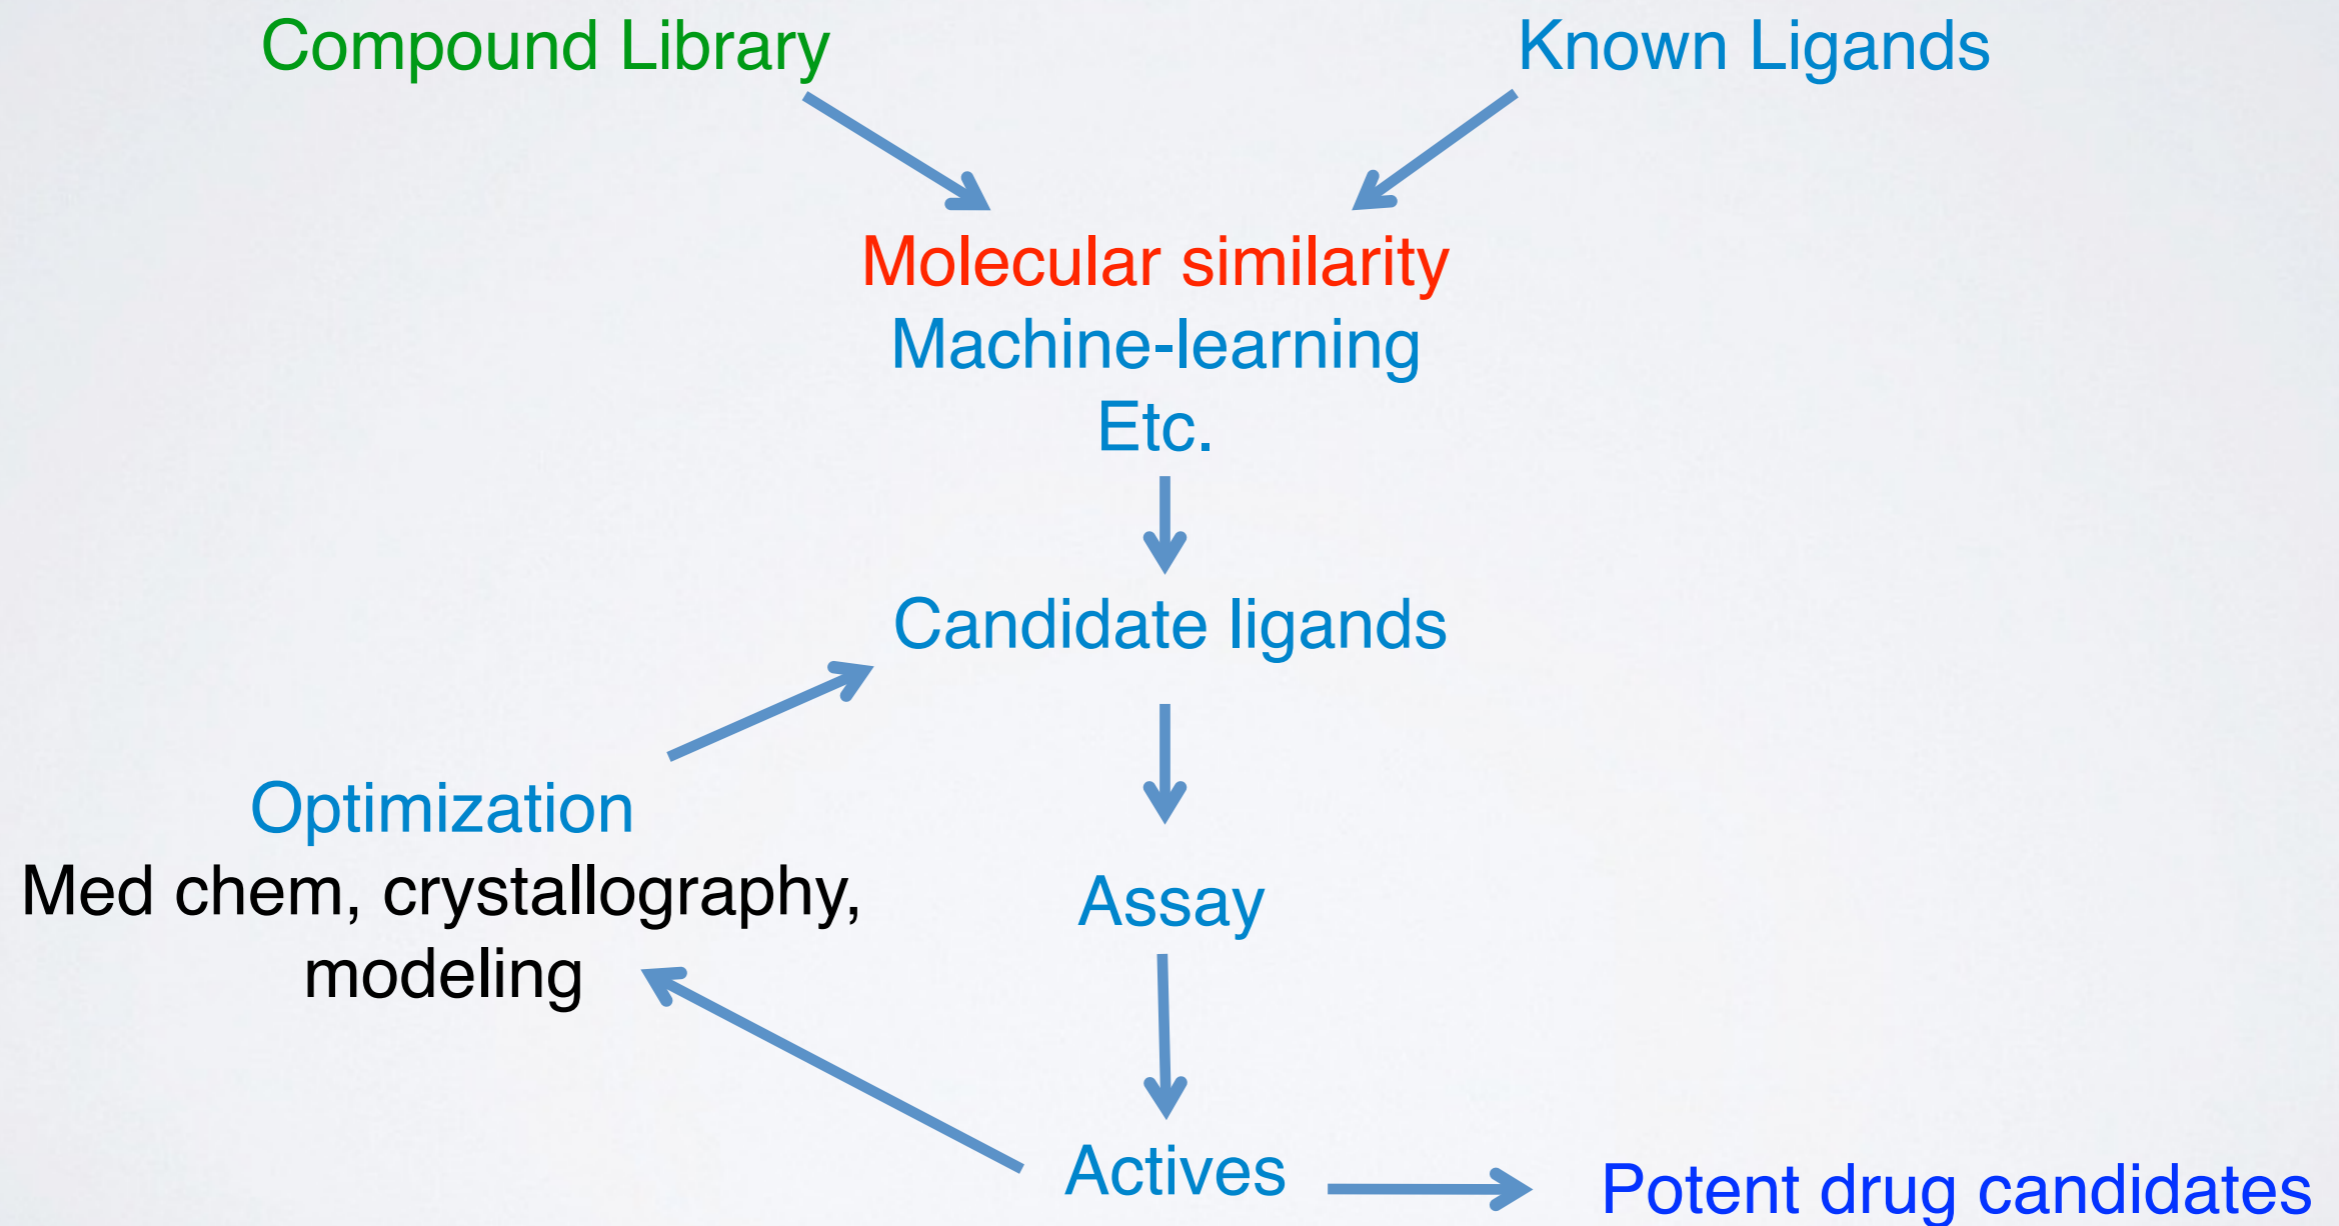 Compound Library
Known Ligands
Molecular similarity
Machine-learning
Etc.
Candidate ligands
Optimization
Med chem, crystallography,
modeling
Assay
Actives
Potent drug candidates